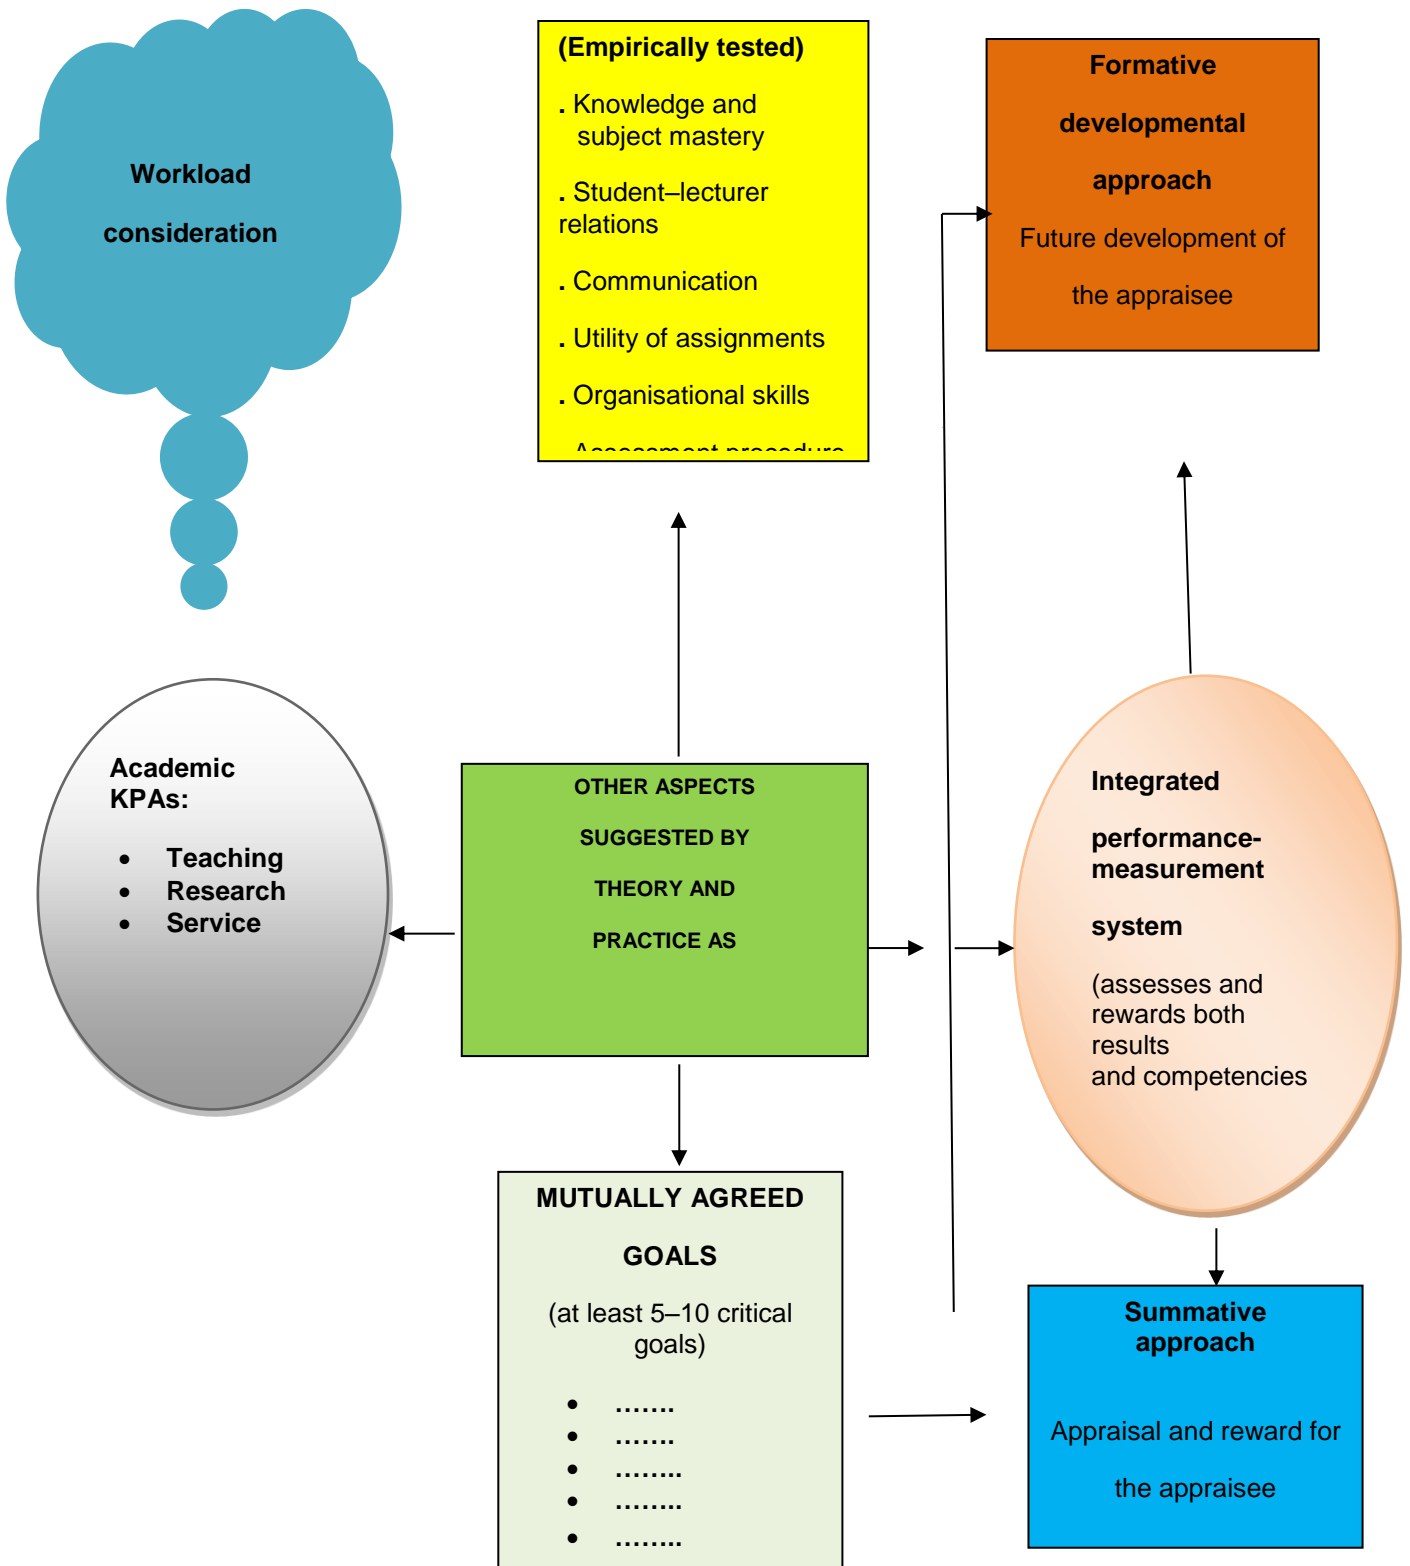 Workload
consideration
(Empirically tested)
. Knowledge and
subject mastery
. Student–lecturer
relations
. Communication
. Utility of assignments
. Organisational skills
Assessment procedure
Formative
developmental
approach
Future development of
the appraisee
Academic
KPAs:
• Teaching
• Research
• Service
OTHER ASPECTS
SUGGESTED BY
THEORY AND
PRACTICE AS
Integrated
performance-
measurement
system
(assesses and
rewards both
results
and competencies
MUTUALLY AGREED
GOALS
(at least 5–10 critical
goals)
• …….
• …….
• ……..
• ……..
• ……..
Summative
approach
Appraisal and reward for
the appraisee